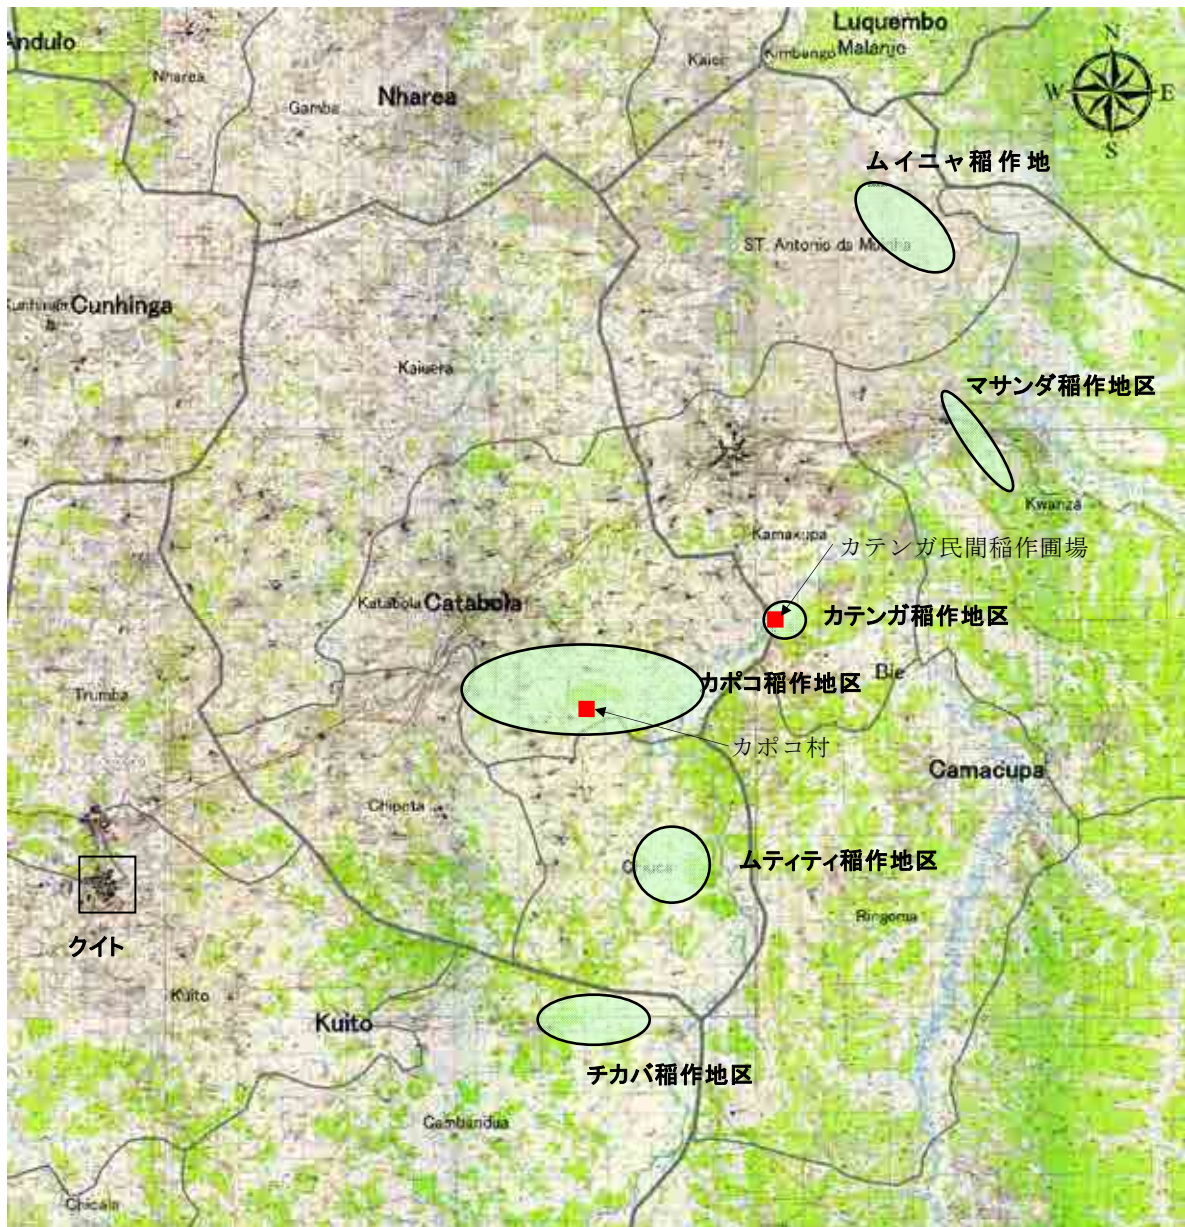 Luquembo
Andulo
N
Kimbango Malanje
Nharea
Nharea
Gamba
W
E
S
ムイニャ稲作地
ST. Antonio da
Cunhinga
Kaiuera
マサンダ稲作地区
Kwanza
Kamakupa
カテンガ民間稲作圃場
Katabola Catabola
カテンガ稲作地区
Bie
カポコ稲作地区
Trumba
カポコ村
Camacupa
Chipeta
ムティティ稲作地区
Ringoma
クイト
Kuito
Kuito
チカバ稲作地区
Cambandua
Chicala